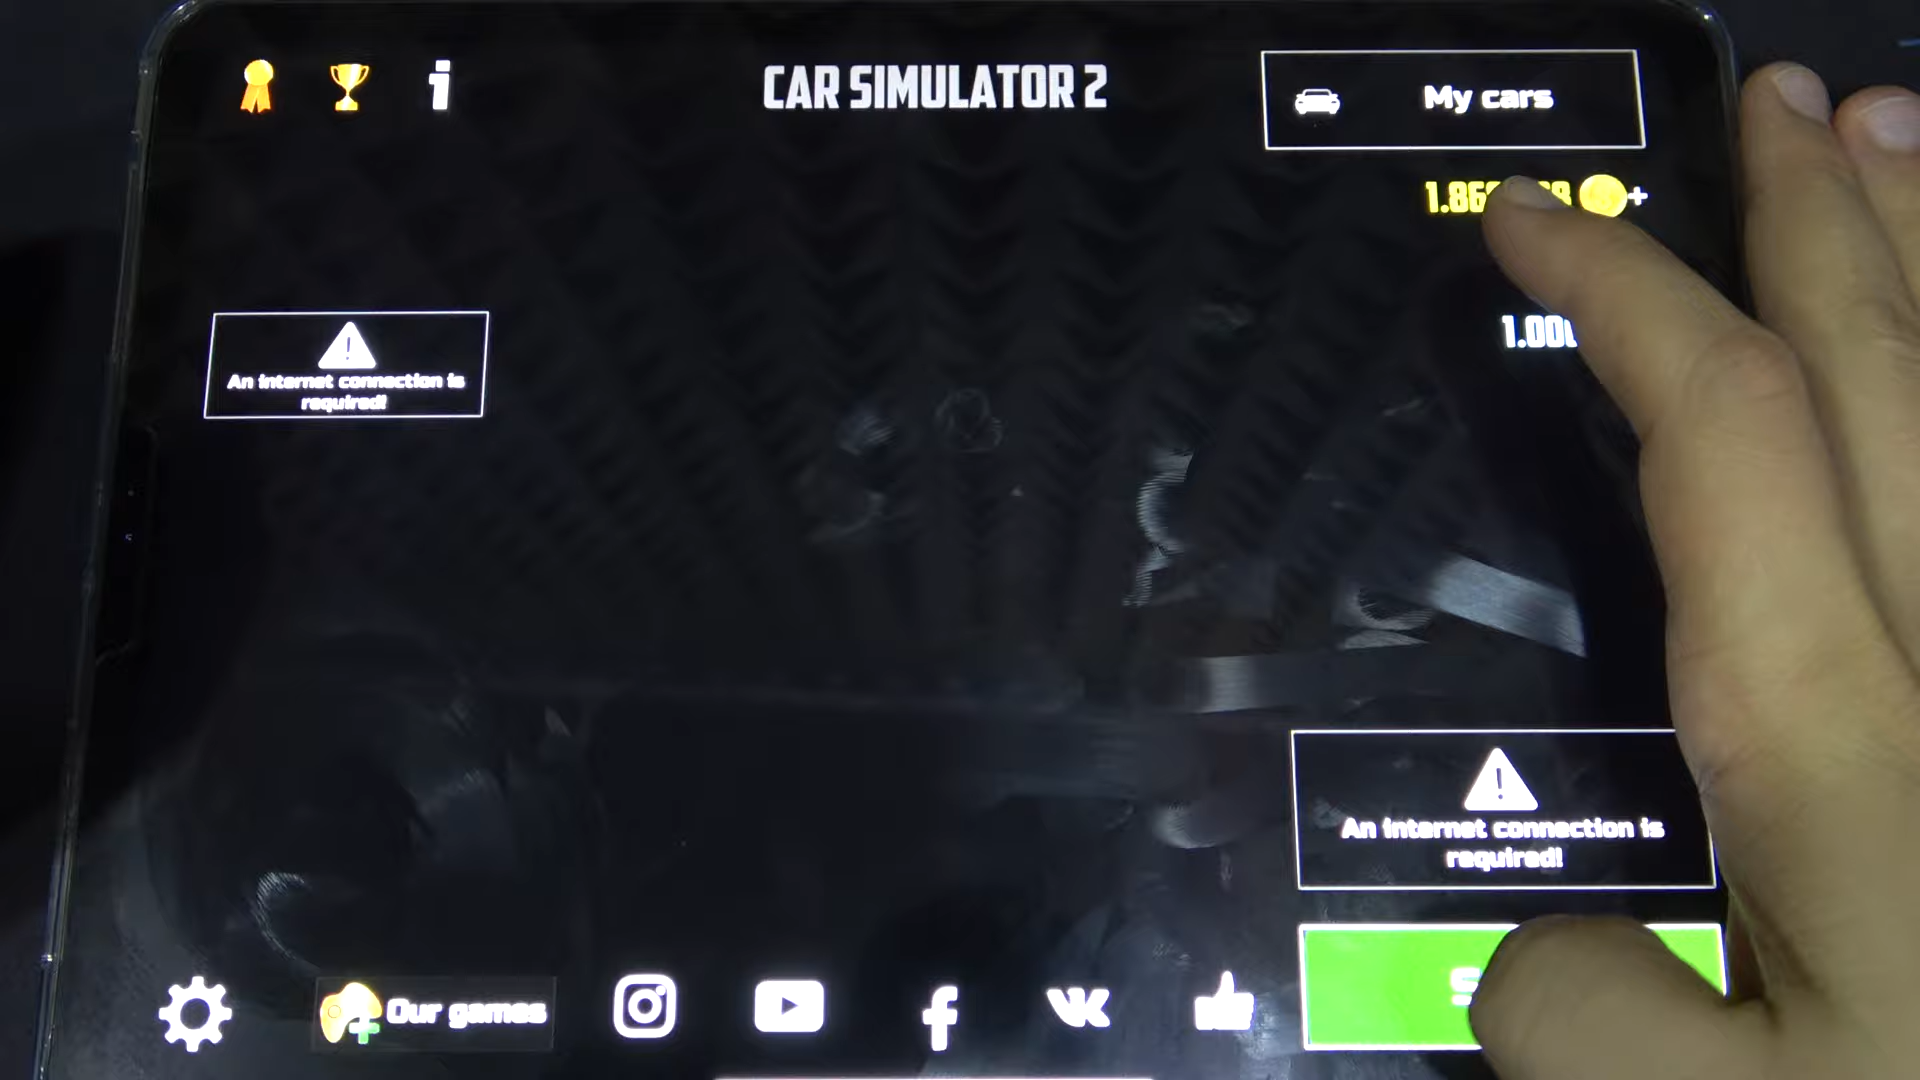 CAR SIMULATOR 2
My cars
An internet connection is
required!
An internet connection is
required!
Our games